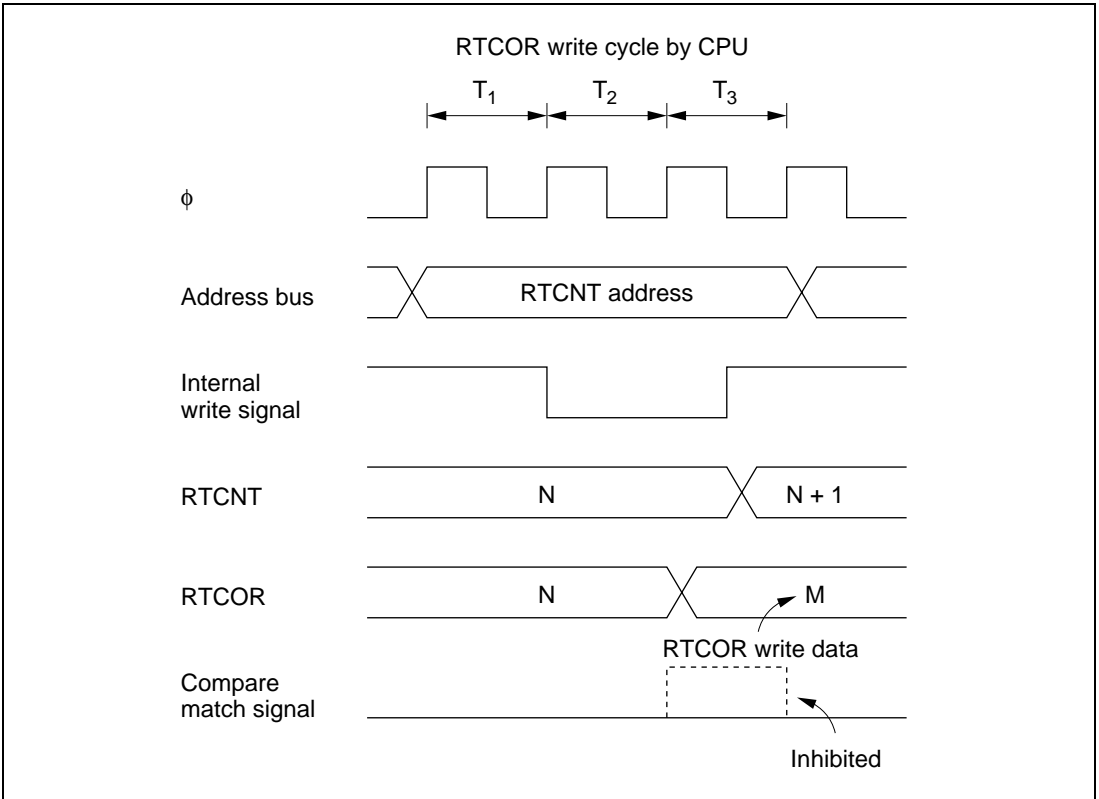 RTCOR write cycle by CPU
T1 T2 T3
ϕ
Address bus
RTCNT address
Internal
write signal
RTCNT
N
N + 1
RTCOR
N
M
RTCOR write data
Compare
match signal
Inhibited